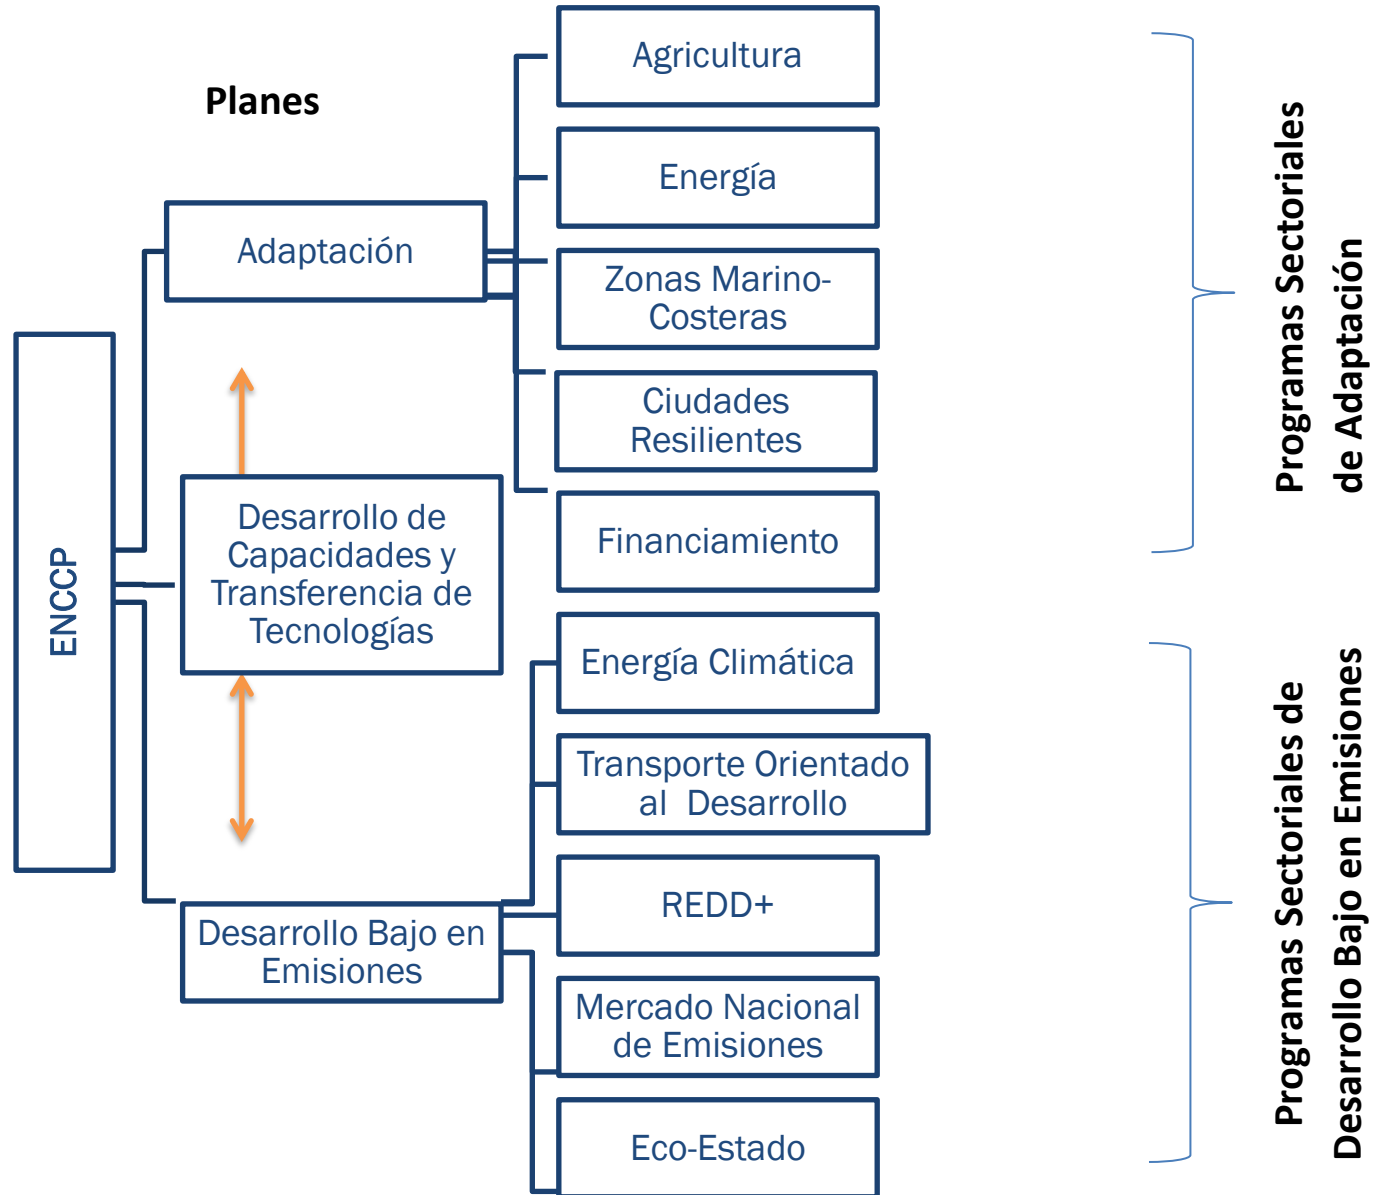 Planes
ENCCP
Adaptación
Desarrollo de
Capacidades y
Transferencia de
Tecnologías
Desarrollo Bajo en
Emisiones
Agricultura
Energía
Zonas Marino-
Costeras
Ciudades
Resilientes
Financiamiento
Energía Climática
Transporte Orientado
al Desarrollo
REDD+
Mercado Nacional
de Emisiones
Eco-Estado
Programas Sectoriales
de Adaptación
Programas Sectoriales de
Desarrollo Bajo en Emisiones